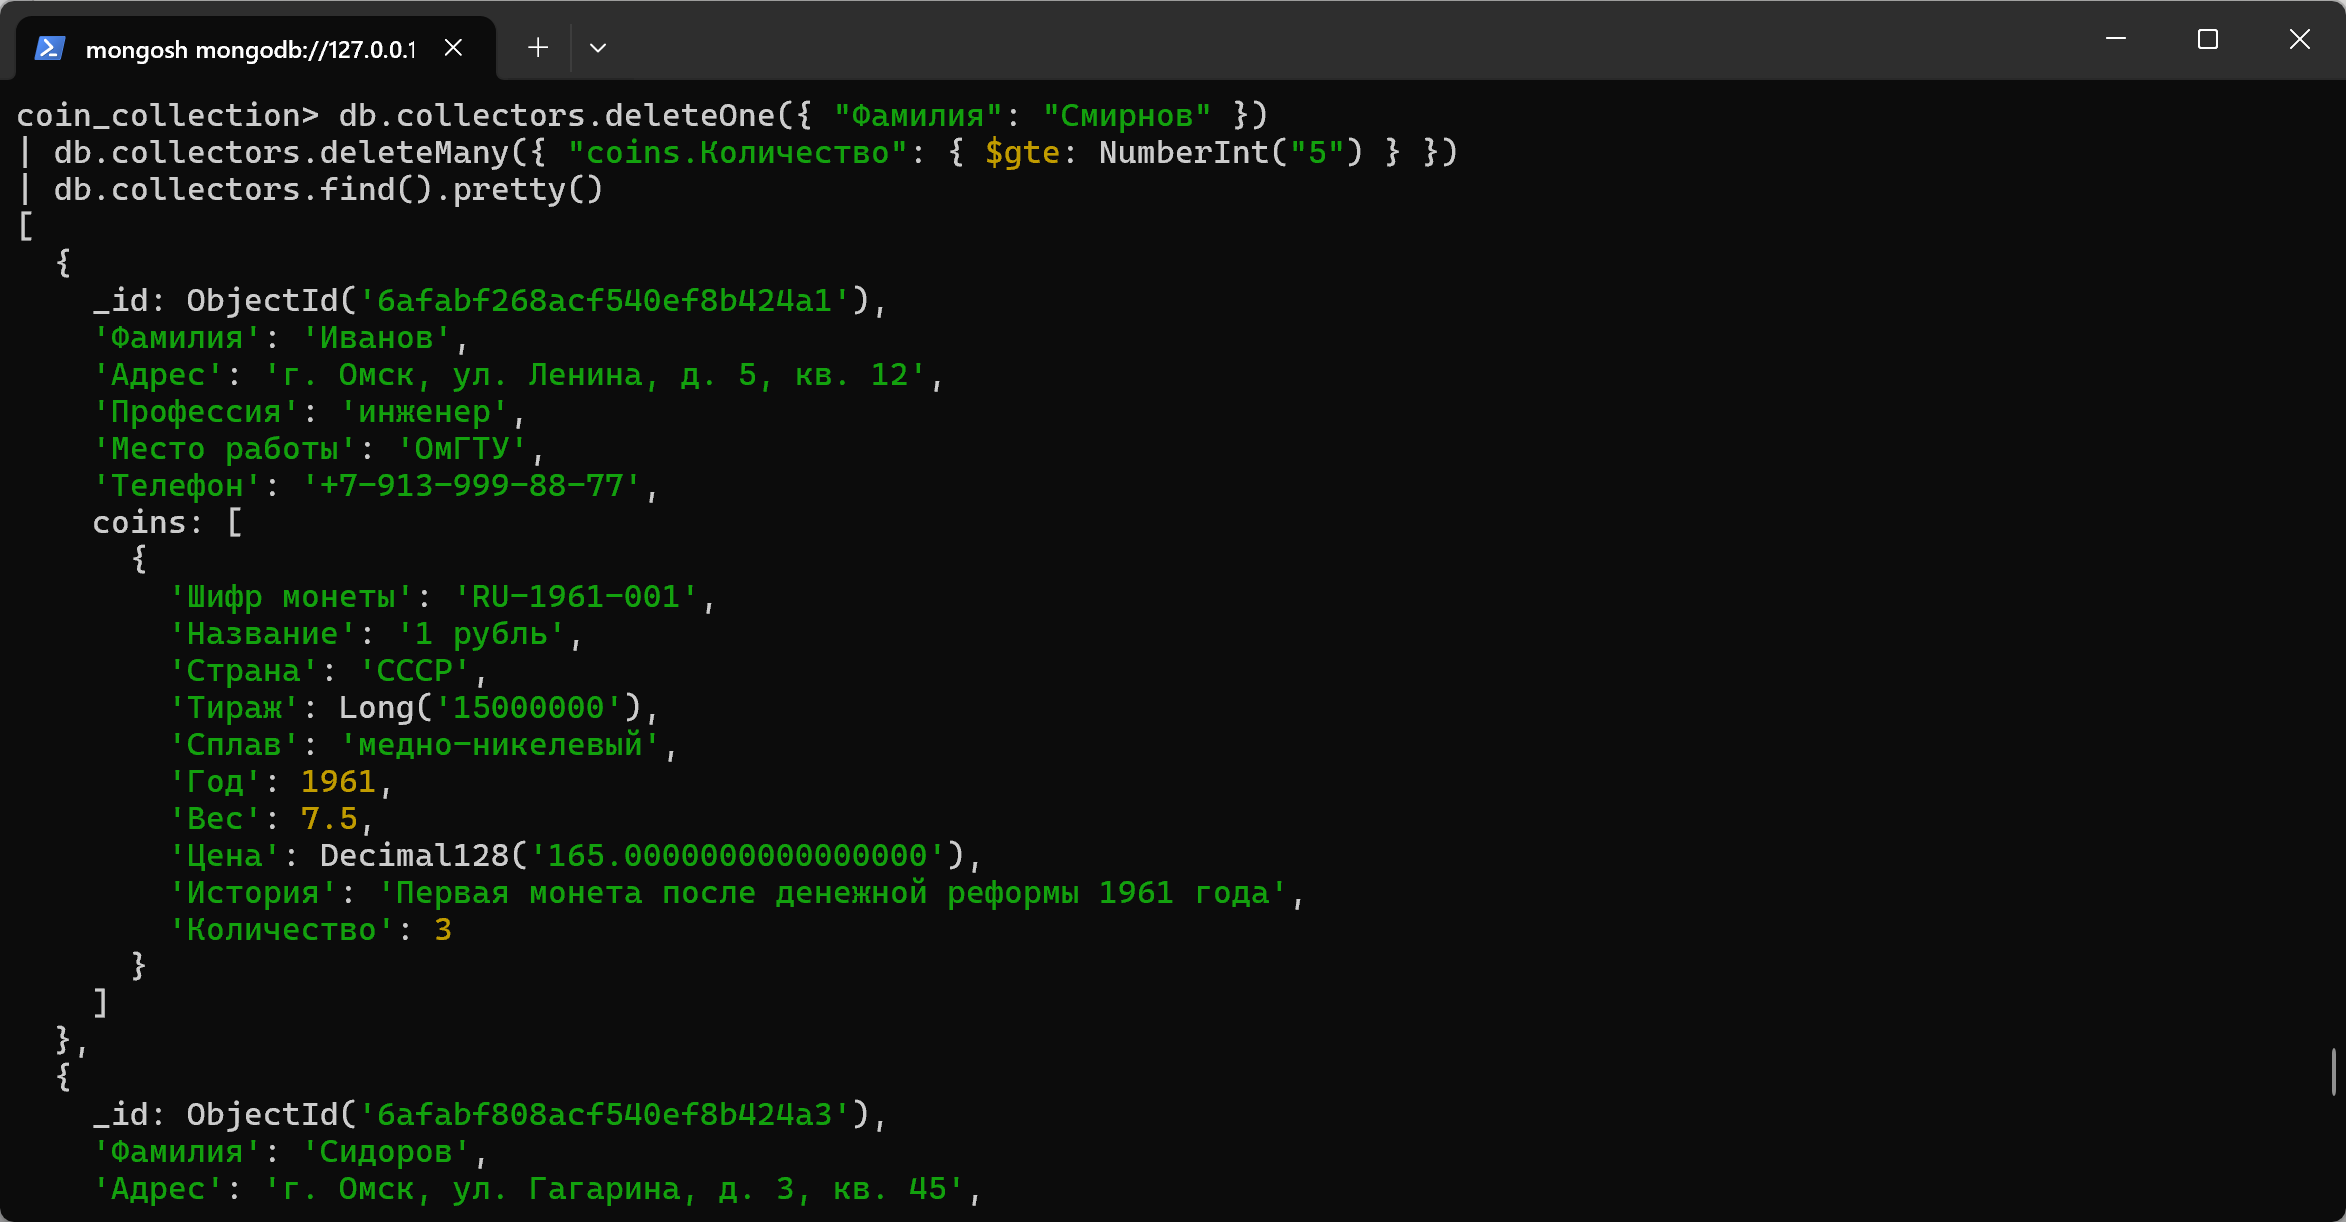 mongosh mongodb://127.0.0.1
coin_collection> db.collectors.deleteOne({ "Фамилия": "Смирнов" })
| db.collectors.deleteMany({ "coins.Количество": { $gte: NumberInt("5") } })
| db.collectors.find().pretty()
[
  {
    _id: ObjectId('6afabf268acf540ef8b424a1'),
    'Фамилия': 'Иванов',
    'Адрес': 'г. Омск, ул. Ленина, д. 5, кв. 12',
    'Профессия': 'инженер',
    'Место работы': 'ОмГТУ',
    'Телефон': '+7-913-999-88-77',
    coins: [
      {
        'Шифр монеты': 'RU-1961-001',
        'Название': '1 рубль',
        'Страна': 'СССР',
        'Тираж': Long('15000000'),
        'Сплав': 'медно-никелевый',
        'Год': 1961,
        'Вес': 7.5,
        'Цена': Decimal128('165.0000000000000000'),
        'История': 'Первая монета после денежной реформы 1961 года',
        'Количество': 3
      }
    ]
  },
  {
    _id: ObjectId('6afabf808acf540ef8b424a3'),
    'Фамилия': 'Сидоров',
    'Адрес': 'г. Омск, ул. Гагарина, д. 3, кв. 45',